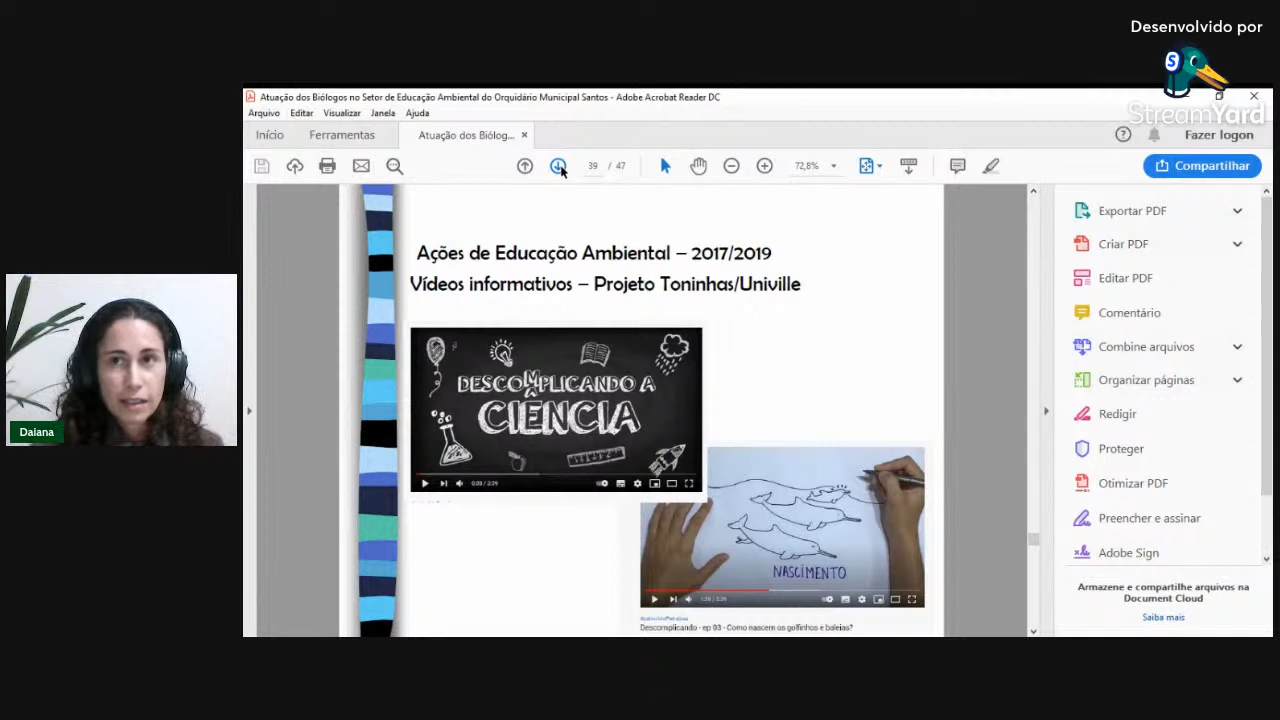 Desenvolvido por
S
StreamYard
Atuação dos Biólogos no Setor de Educação Ambiental do Orquidário Municipal Santos - Adobe Acrobat Reader DC
Arquivo Editar Visualizar Janela Ajuda
Início Ferramentas Atuação dos Biólog... × Fazer logon
39 / 47 72,8% Compartilhar
Ações de Educação Ambiental – 2017/2019
Vídeos informativos – Projeto Toninhas/Univille
DESCOMPLICANDO A
CIÊNCIA
0:03 / 2:39
NASCIMENTO
Descomplicando - ep 03 - Como nascem os golfinhos e baleias?
Daiana
Exportar PDF
Criar PDF
Editar PDF
Comentário
Combine arquivos
Organizar páginas
Redigir
Proteger
Otimizar PDF
Preencher e assinar
Adobe Sign
Armazene e compartilhe arquivos na
Document Cloud
Saiba mais